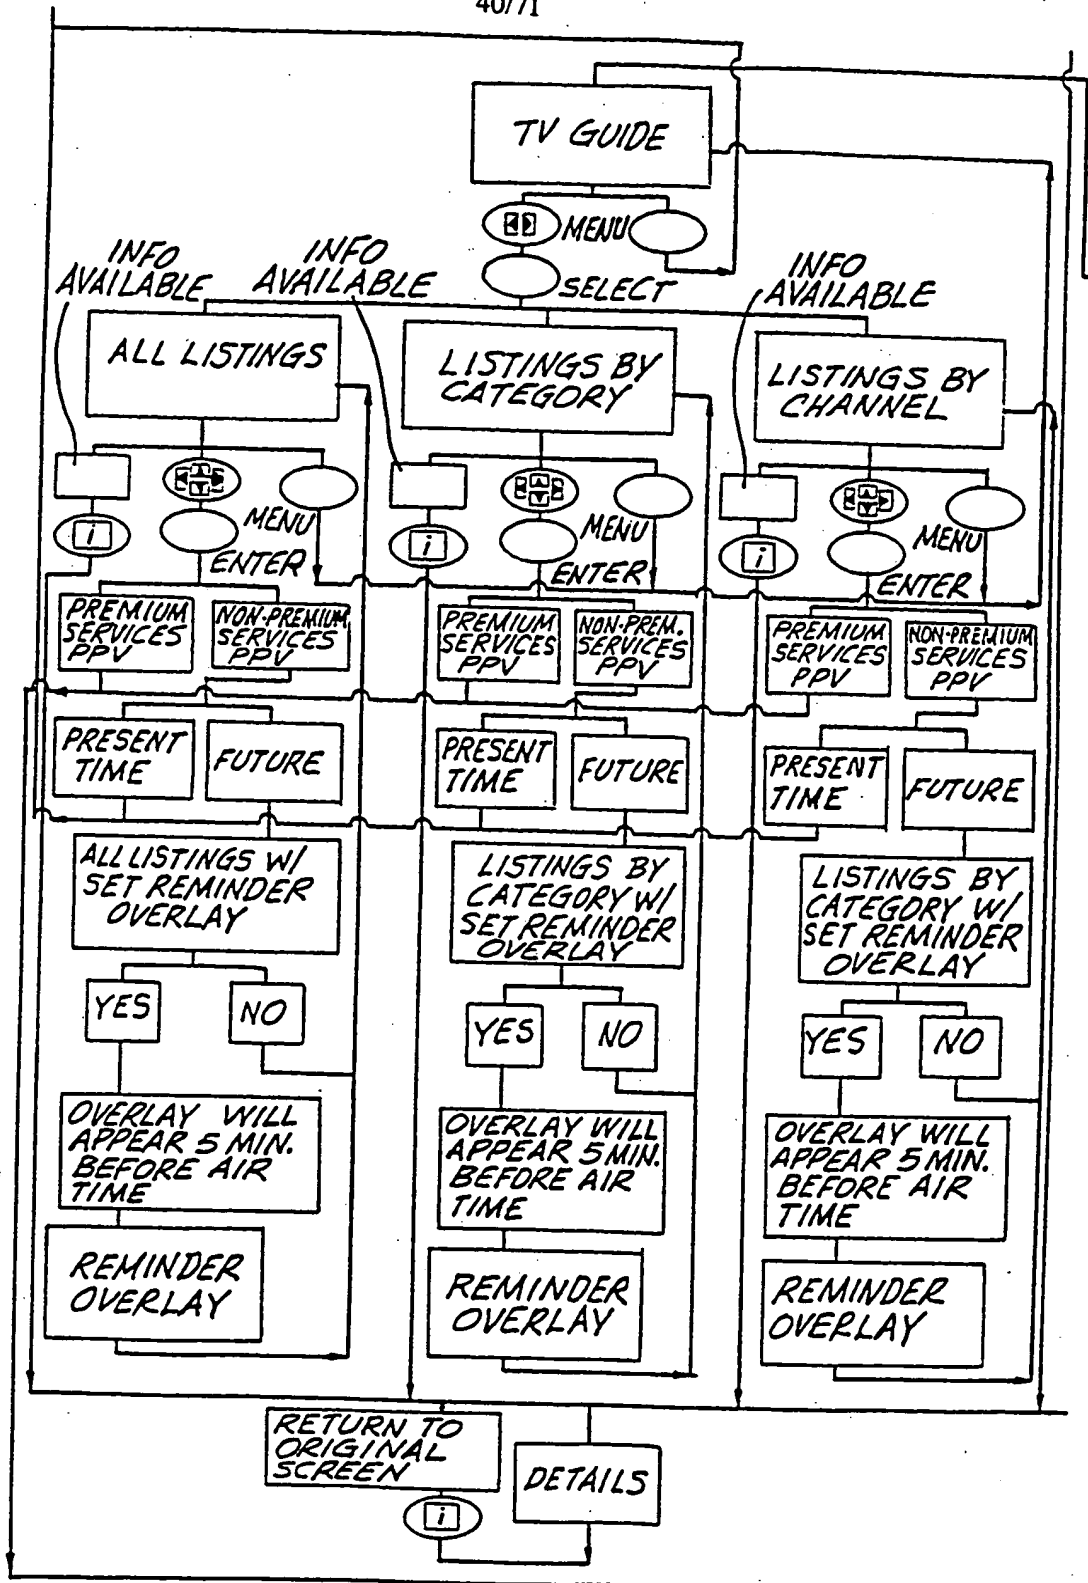 40/71
TV GUIDE
MENU
SELECT
INFO
AVAILABLE
INFO
AVAILABLE
INFO
AVAILABLE
ALL LISTINGS
LISTINGS BY
CATEGORY
LISTINGS BY
CHANNEL
i
MENU
ENTER
i
MENU
ENTER
i
MENU
ENTER
PREMIUM
SERVICES
PPV
NON-PREMIUM
SERVICES
PPV
PREMIUM
SERVICES
PPV
NON-PREM.
SERVICES
PPV
PREMIUM
SERVICES
PPV
NON-PREMIUM
SERVICES
PPV
PRESENT
TIME
FUTURE
PRESENT
TIME
FUTURE
PRESENT
TIME
FUTURE
ALL LISTINGS W/
SET REMINDER
OVERLAY
LISTINGS BY
CATEGORY W/
SET REMINDER
OVERLAY
LISTINGS BY
CATEGORY W/
SET REMINDER
OVERLAY
YES
NO
YES
NO
YES
NO
OVERLAY WILL
APPEAR 5 MIN.
BEFORE AIR
TIME
OVERLAY WILL
APPEAR 5 MIN.
BEFORE AIR
TIME
OVERLAY WILL
APPEAR 5 MIN.
BEFORE AIR
TIME
REMINDER
OVERLAY
REMINDER
OVERLAY
REMINDER
OVERLAY
RETURN TO
ORIGINAL
SCREEN
i
DETAILS